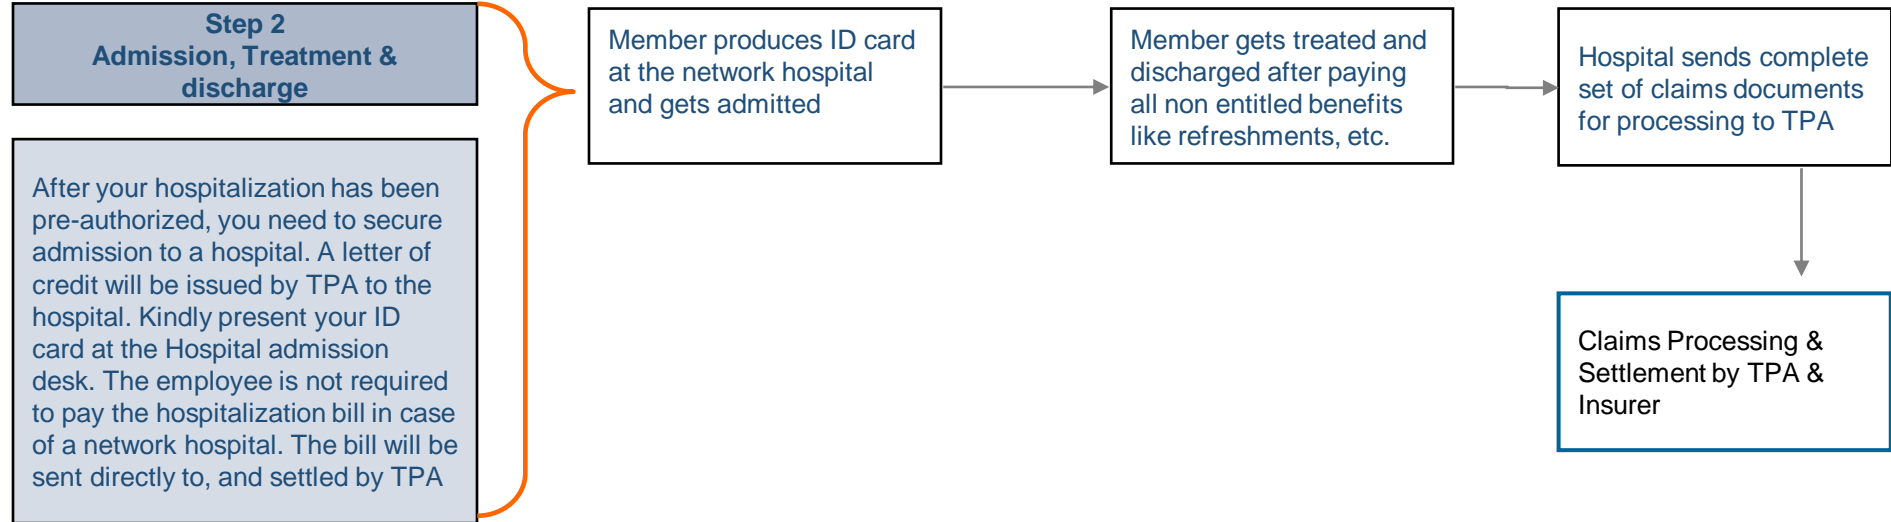 Step 2
Admission, Treatment &
discharge
After your hospitalization has been
pre-authorized, you need to secure
admission to a hospital. A letter of
credit will be issued by TPA to the
hospital. Kindly present your ID
card at the Hospital admission
desk. The employee is not required
to pay the hospitalization bill in case
of a network hospital. The bill will be
sent directly to, and settled by TPA
Member produces ID card
at the network hospital
and gets admitted
Member gets treated and
discharged after paying
all non entitled benefits
like refreshments, etc.
Hospital sends complete
set of claims documents
for processing to TPA
Claims Processing &
Settlement by TPA &
Insurer